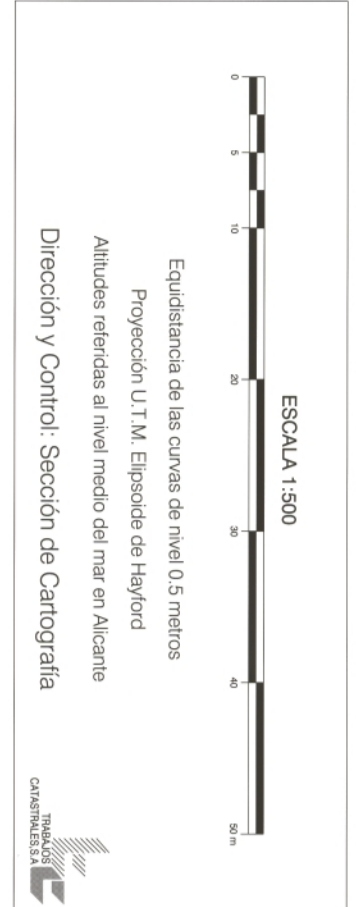 ESCALA 1:500
0 5 10 20 30 40 50 m
Equidistancia de las curvas de nivel 0,5 metros
Proyección U.T.M. Elipsoide de Hayford
Altitudes referidas al nivel medio del mar en Alicante
Dirección y Control: Sección de Cartografía
TRABAJOS
CATASTRALES,S.A